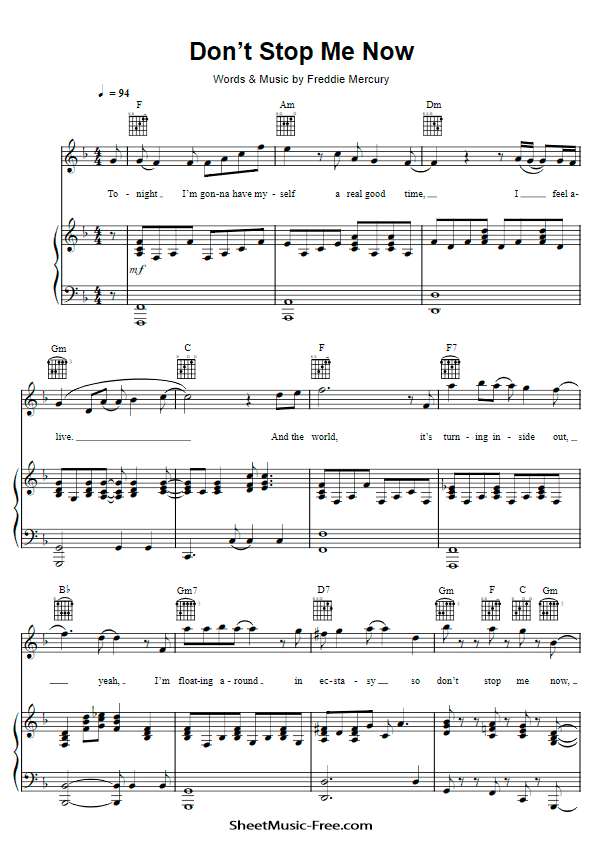 Don't Stop Me Now
Words & Music by Freddie Mercury
♩ = 94
F Am Dm
To - night I'm gon-na have my - self a real good time, I feel a-
mf
Gm C F F7
live. And the world, it's turn - ing in - side out,
B♭ Gm7 D7 Gm F C Gm
yeah, I'm float-ing a - round in ec - sta - sy so don't stop me now,
SheetMusic-Free.com